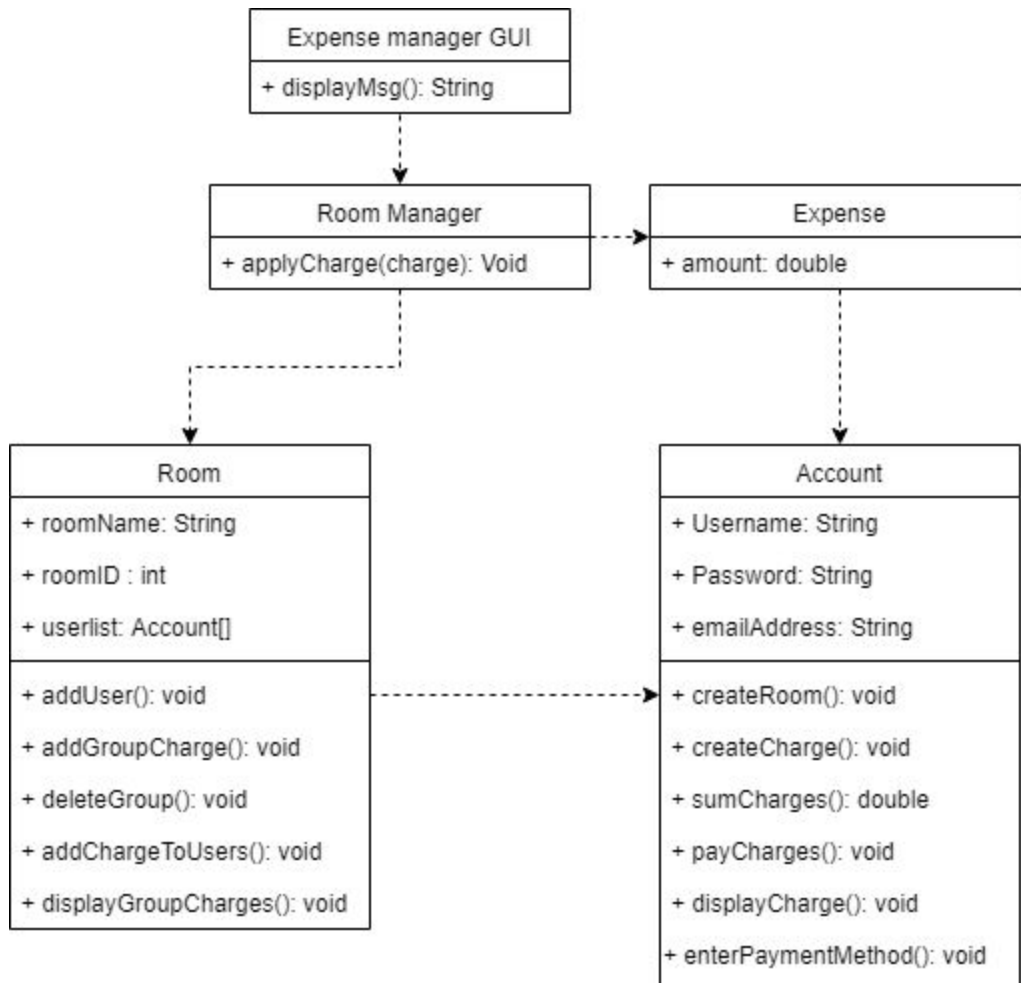 Expense manager GUI
+ displayMsg(): String
Room Manager
+ applyCharge(charge): Void
Expense
+ amount: double
Room
+ roomName: String
+ roomID : int
+ userlist: Account[]
+ addUser(): void
+ addGroupCharge(): void
+ deleteGroup(): void
+ addChargeToUsers(): void
+ displayGroupCharges(): void
Account
+ Username: String
+ Password: String
+ emailAddress: String
+ createRoom(): void
+ createCharge(): void
+ sumCharges(): double
+ payCharges(): void
+ displayCharge(): void
+ enterPaymentMethod(): void